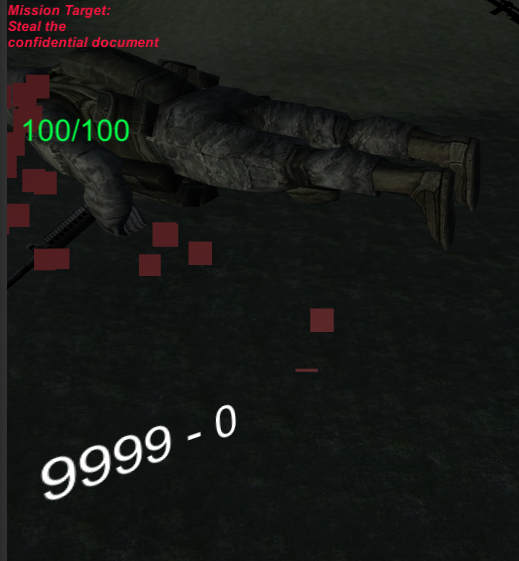 Mission Target:
Steal the
confidential document
100/100
9999 - 0